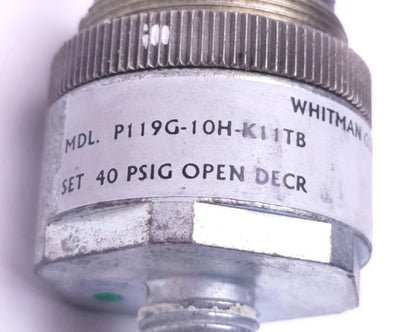 WHITMAN
MDL. P119G-10H-K11TB
SET 40 PSIG OPEN DECR